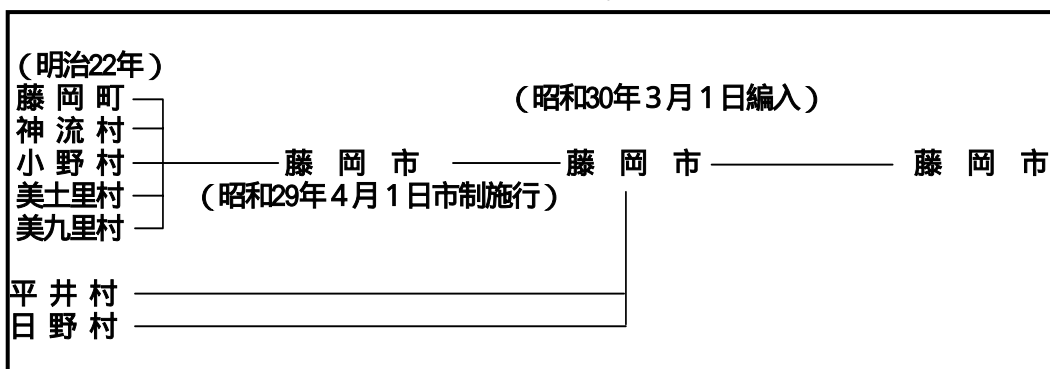 （明治22年）
藤岡町
（昭和30年３月１日編入）
神流村
小野村 藤岡市 藤岡市 藤岡市
美土里村 （昭和29年４月１日市制施行）
美九里村
平井村
日野村